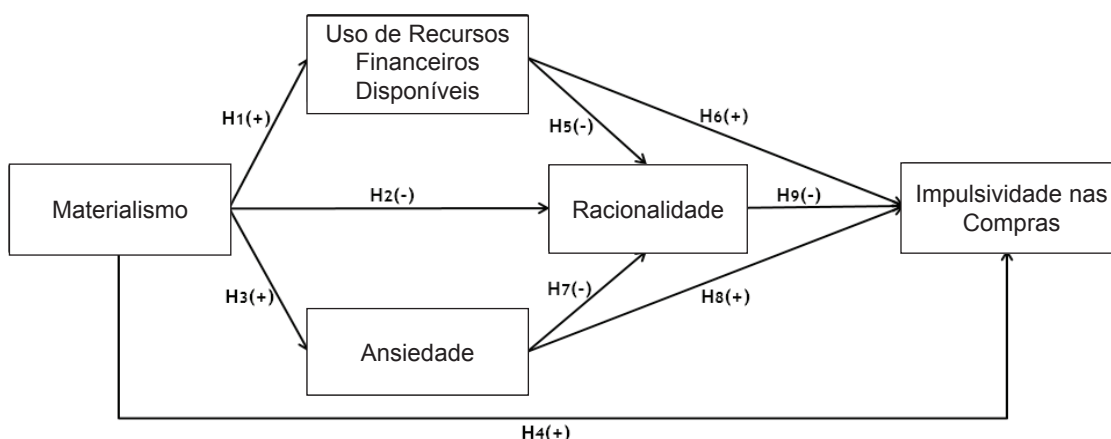 Uso de Recursos
Financeiros
Disponíveis
H1(+)
H5(-)
H6(+)
Materialismo
H2(-)
Racionalidade
H9(-)
Impulsividade nas
Compras
H3(+)
H7(-)
H8(+)
Ansiedade
H4(+)